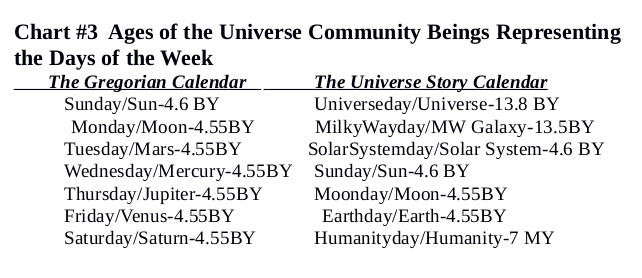 Chart #3 Ages of the Universe Community Beings Representing
the Days of the Week
The Gregorian Calendar The Universe Story Calendar
Sunday/Sun-4.6 BY Universeday/Universe-13.8 BY
Monday/Moon-4.55BY MilkyWayday/MW Galaxy-13.5BY
Tuesday/Mars-4.55BY SolarSystemday/Solar System-4.6 BY
Wednesday/Mercury-4.55BY Sunday/Sun-4.6 BY
Thursday/Jupiter-4.55BY Moonday/Moon-4.55BY
Friday/Venus-4.55BY Earthday/Earth-4.55BY
Saturday/Saturn-4.55BY Humanityday/Humanity-7 MY